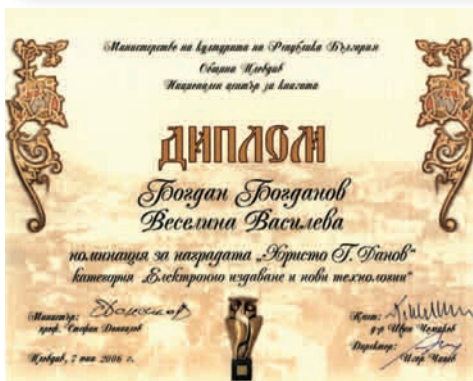 Министерство на културата на Република България
Община Пловдив
Национален център за книгата
ДИПЛОМ
Богдан Богданов
Веселина Василева
номинация за наградата „Христо Г. Данов“
категория „Електронно издаване и нови технологии“
Министър:
проф. Стефан Данаилов
Кмет:
д-р Иван Чомаков
Директор:
Пловдив, 7 юни 2006 г.